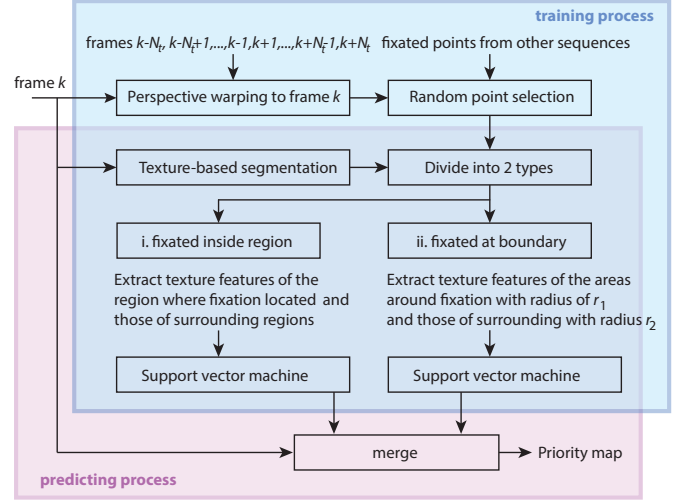 training process
frames k-Nt, k-Nt+1,...,k-1,k+1,...,k+Nt-1,k+Nt
fixated points from other sequences
frame k
Perspective warping to frame k
Random point selection
Texture-based segmentation
Divide into 2 types
i. fixated inside region
ii. fixated at boundary
Extract texture features of the
region where fixation located and
those of surrounding regions
Extract texture features of the areas
around fixation with radius of r1
and those of surrounding with radius r2
Support vector machine
Support vector machine
merge
Priority map
predicting process